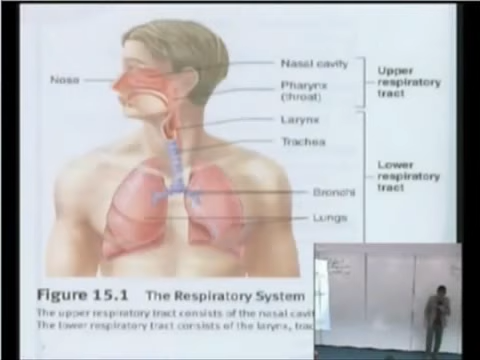 Nose
Nasal cavity
Pharynx
(throat)
Larynx
Trachea
Bronchi
Lungs
Upper
respiratory
tract
Lower
respiratory
tract
Figure 15.1 The Respiratory System
The upper respiratory tract consists of the nasal cavit
The lower respiratory tract consists of the larynx, trac